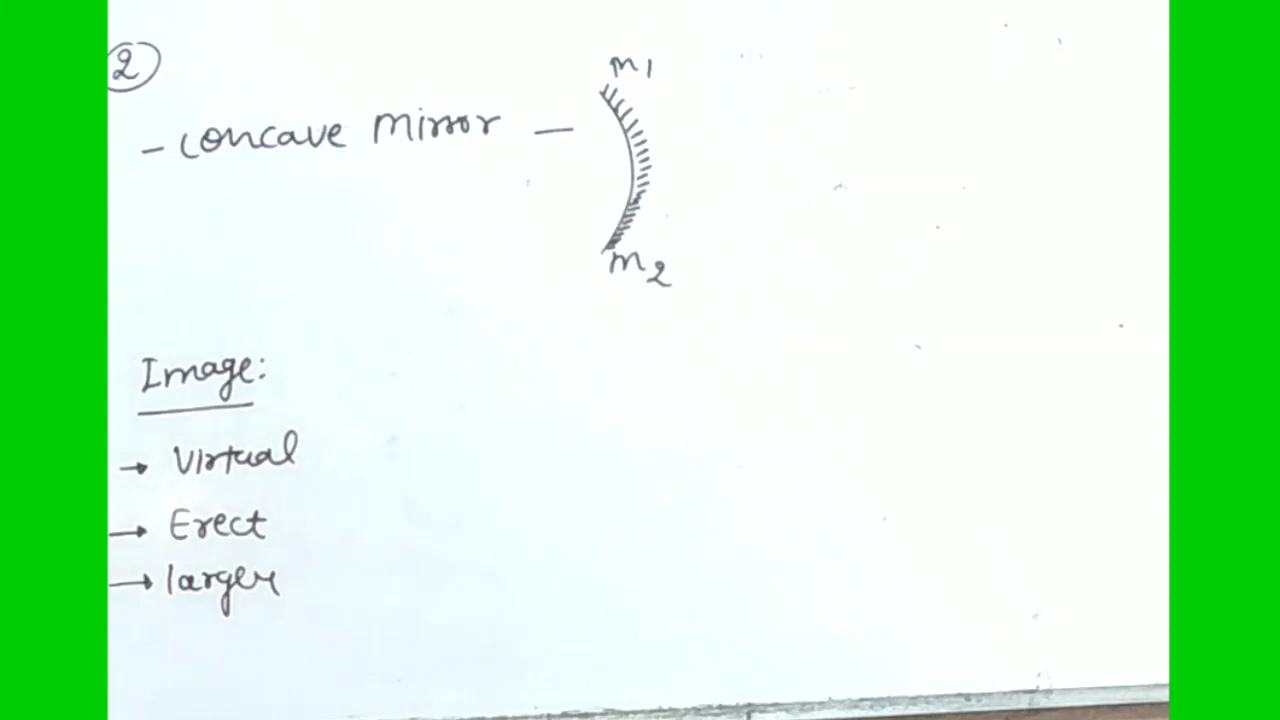 2
- concave mirror -
m1
m2
Image:
→ Virtual
→ Erect
→ larger